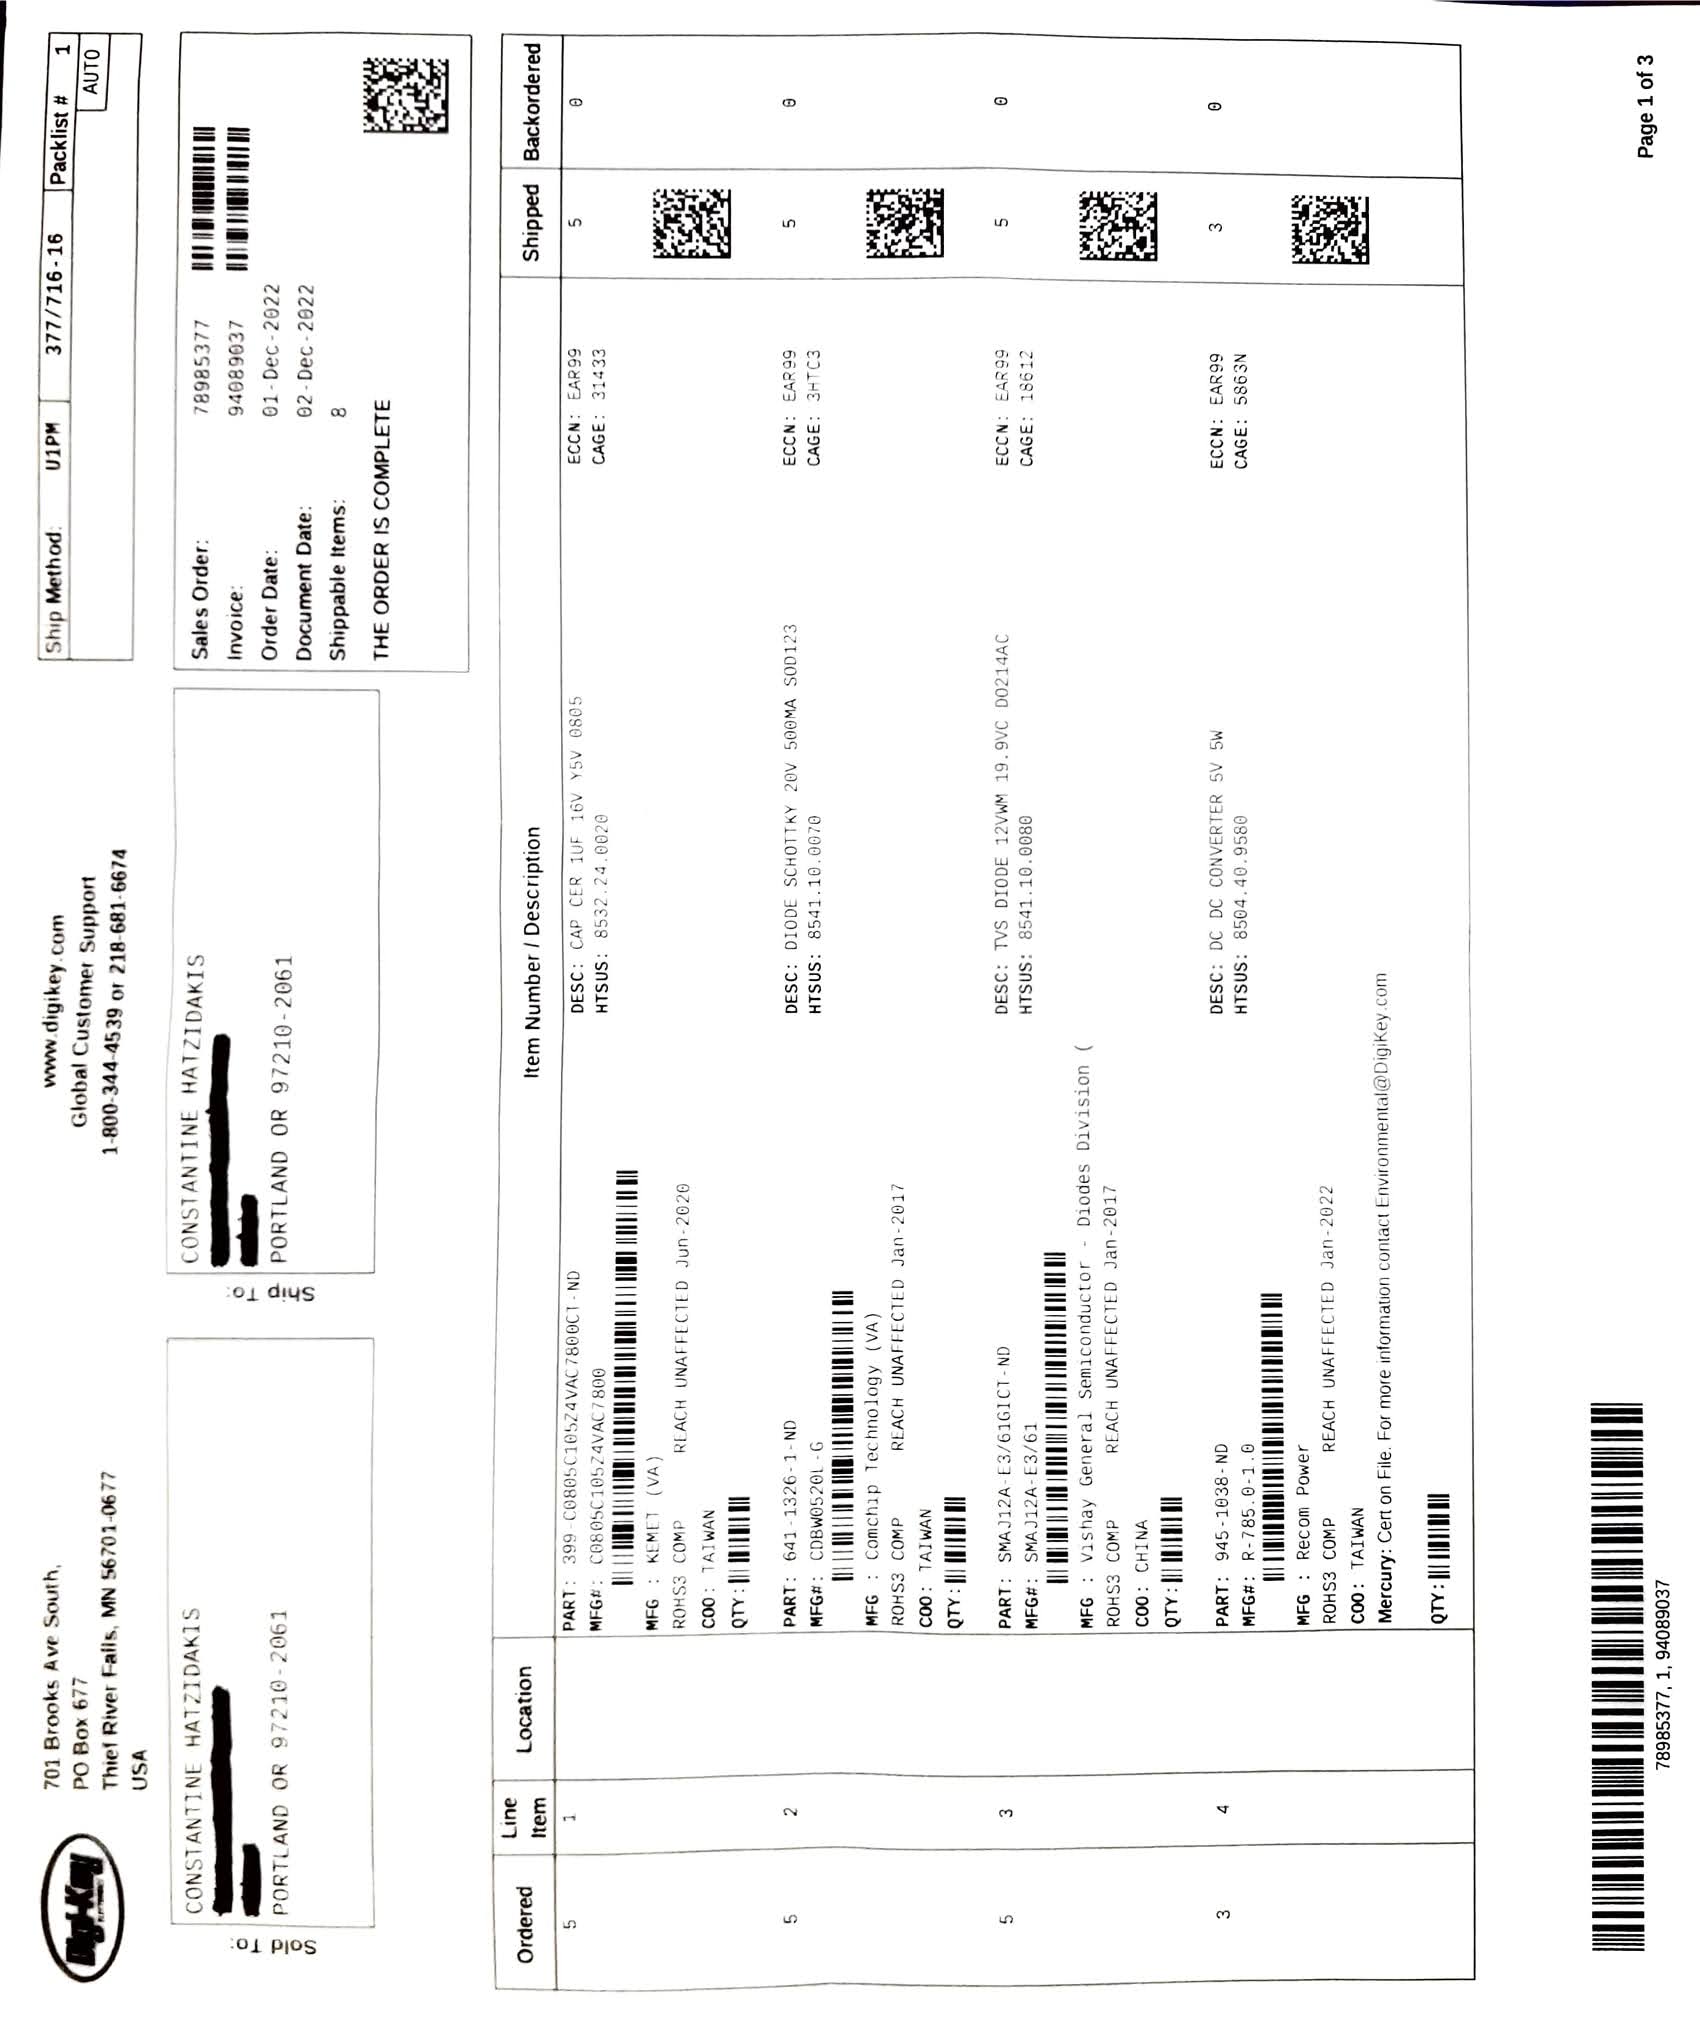 Digi-Key
701 Brooks Ave South,
PO Box 677
Thief River Falls, MN 56701-0677
USA
www.digikey.com
Global Customer Support
1-800-344-4539 or 218-681-6674
Ship Method: U1PM 377/716-16 Packlist # 1
AUTO
Sold To:
CONSTANTINE HATZIDAKIS
PORTLAND OR 97210-2061
Ship To:
CONSTANTINE HATZIDAKIS
PORTLAND OR 97210-2061
Sales Order: 78985377
Invoice: 94089037
Order Date: 01-Dec-2022
Document Date: 02-Dec-2022
Shippable Items: 8
THE ORDER IS COMPLETE
Ordered Line Item Location Item Number / Description Shipped Backordered
5 1 PART: 399-C0805C105Z4VAC7800CT-ND DESC: CAP CER 1UF 16V Y5V 0805 ECCN: EAR99 5 0
MFG#: C0805C105Z4VAC7800 HTSUS: 8532.24.0020 CAGE: 31433
MFG : KEMET (VA)
ROHS3 COMP REACH UNAFFECTED Jun-2020
COO: TAIWAN
QTY:
5 2 PART: 641-1326-1-ND DESC: DIODE SCHOTTKY 20V 500MA SOD123 ECCN: EAR99 5 0
MFG#: CDBW0520L-G HTSUS: 8541.10.0070 CAGE: 3HTC3
MFG : Comchip Technology (VA)
ROHS3 COMP REACH UNAFFECTED Jan-2017
COO: TAIWAN
QTY:
5 3 PART: SMAJ12A-E3/61GICT-ND DESC: TVS DIODE 12VWM 19.9VC DO214AC ECCN: EAR99 5 0
MFG#: SMAJ12A-E3/61 HTSUS: 8541.10.0080 CAGE: 18612
MFG : Vishay General Semiconductor - Diodes Division (
ROHS3 COMP REACH UNAFFECTED Jan-2017
COO: CHINA
QTY:
3 4 PART: 945-1038-ND DESC: DC DC CONVERTER 5V 5W ECCN: EAR99 3 0
MFG#: R-785.0-1.0 HTSUS: 8504.40.9580 CAGE: 5863N
MFG : Recom Power
ROHS3 COMP REACH UNAFFECTED Jan-2022
COO: TAIWAN
Mercury: Cert on File. For more information contact Environmental@DigiKey.com
QTY:
78985377, 1, 94089037
Page 1 of 3